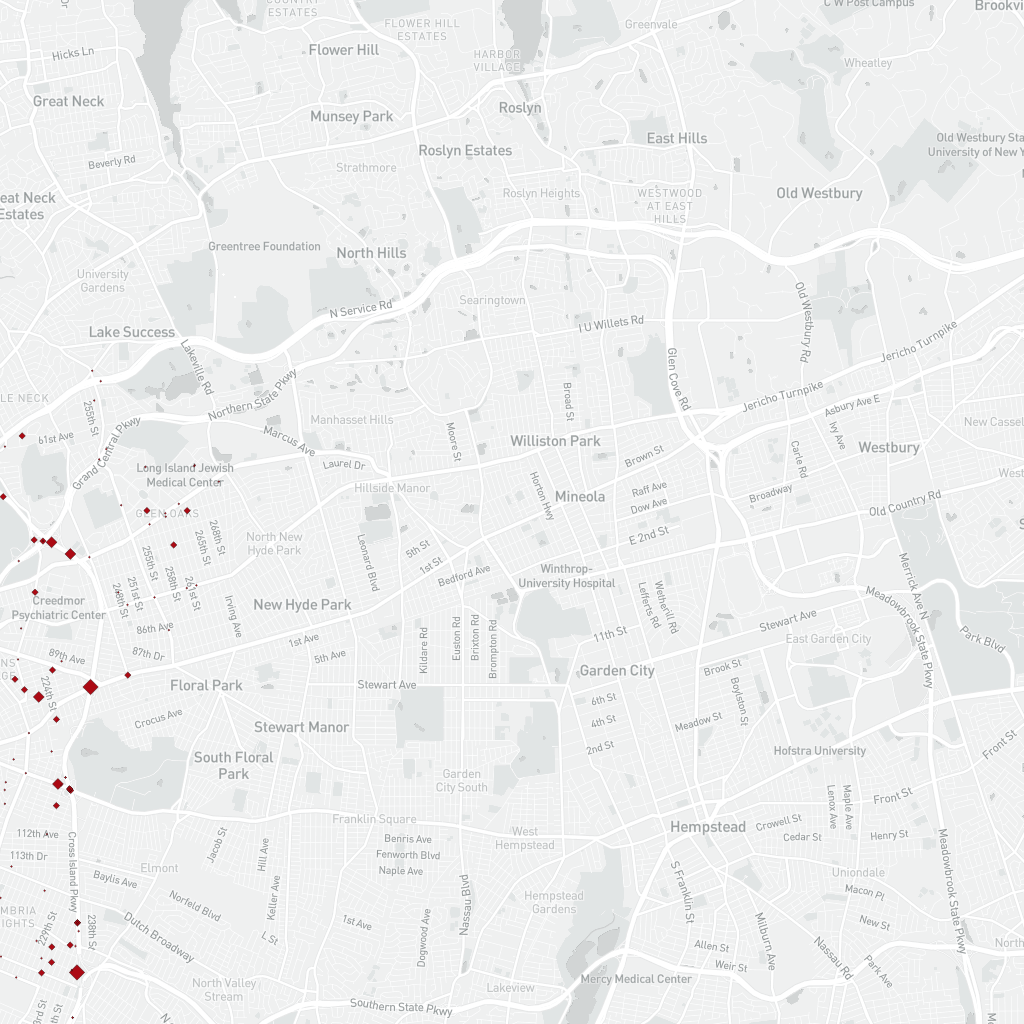 COUNTRY
ESTATES
C W Post Campus
Brookvi
Dr
FLOWER HILL
ESTATES
Greenvale
Hicks Ln
Flower Hill
HARBOR
VILLAGE
Wheatley
Great Neck
Munsey Park
Roslyn
Old Westbury Sta
University of New Y
East Hills
Roslyn Estates
Beverly Rd
Strathmore
eat Neck
Estates
Roslyn Heights
WESTWOOD
AT EAST
HILLS
Old Westbury
Greentree Foundation
North Hills
University
Gardens
Searingtown
N Service Rd
Old Westbury Rd
Lake Success
I U Willets Rd
Jericho Turnpike
Lakeville Rd
Glen Cove Rd
Northern State Pkwy
Broad St
Jericho Turnpike
LE NECK
255th St
Asbury Ave E
Manhasset Hills
New Cassel
61st Ave
Grand Central Pkwy
Marcus Ave
Moore St
Williston Park
Ivy Ave
Westbury
Long Island Jewish
Medical Center
Laurel Dr
Brown St
Carle Rd
West
Hillside Manor
Horton Hwy
Mineola
Raff Ave
Dow Ave
Broadway
Old Country Rd
GLEN OAKS
268th St
265th St
North New
Hyde Park
E 2nd St
5th St
1st St
Leonard Blvd
255th St
258th St
261st St
251st St
248th St
Bedford Ave
Winthrop-
University Hospital
Merrick Ave N
Creedmor
Psychiatric Center
Irving Ave
New Hyde Park
Lefferts Rd
Wetherill Rd
Meadowbrook State Pkwy
Stewart Ave
86th Ave
1st Ave
Kildare Rd
Euston Rd
Brixton Rd
Brompton Rd
11th St
East Garden City
Park Blvd
87th Dr
89th Ave
5th Ave
Garden City
Brook St
Floral Park
Stewart Ave
224th St
Boylston St
6th St
Crocus Ave
4th St
Meadow St
Stewart Manor
2nd St
Hofstra University
Front St
South Floral
Park
Garden
City South
Lenox Ave
Maple Ave
Front St
Franklin Square
Hempstead
Crowell St
112th Ave
West
Hempstead
Bennis Ave
Cedar St
Henry St
Cross Island Pkwy
Jacob St
Hill Ave
113th Dr
Fenworth Blvd
Elmont
Naple Ave
Uniondale
Baylis Ave
Keller Ave
Nassau Blvd
S Franklin St
Macon Pl
Meadowbrook State Pkwy
MBRIA
IGHTS
Norfeld Blvd
Hempstead
Gardens
229th St
238th St
Dutch Broadway
1st Ave
Dogwood Ave
New St
L St
Milburn Ave
Allen St
Nassau Rd
North
Weir St
Park Ave
North Valley
Stream
Lakeview
Mercy Medical Center
Southern State Pkwy